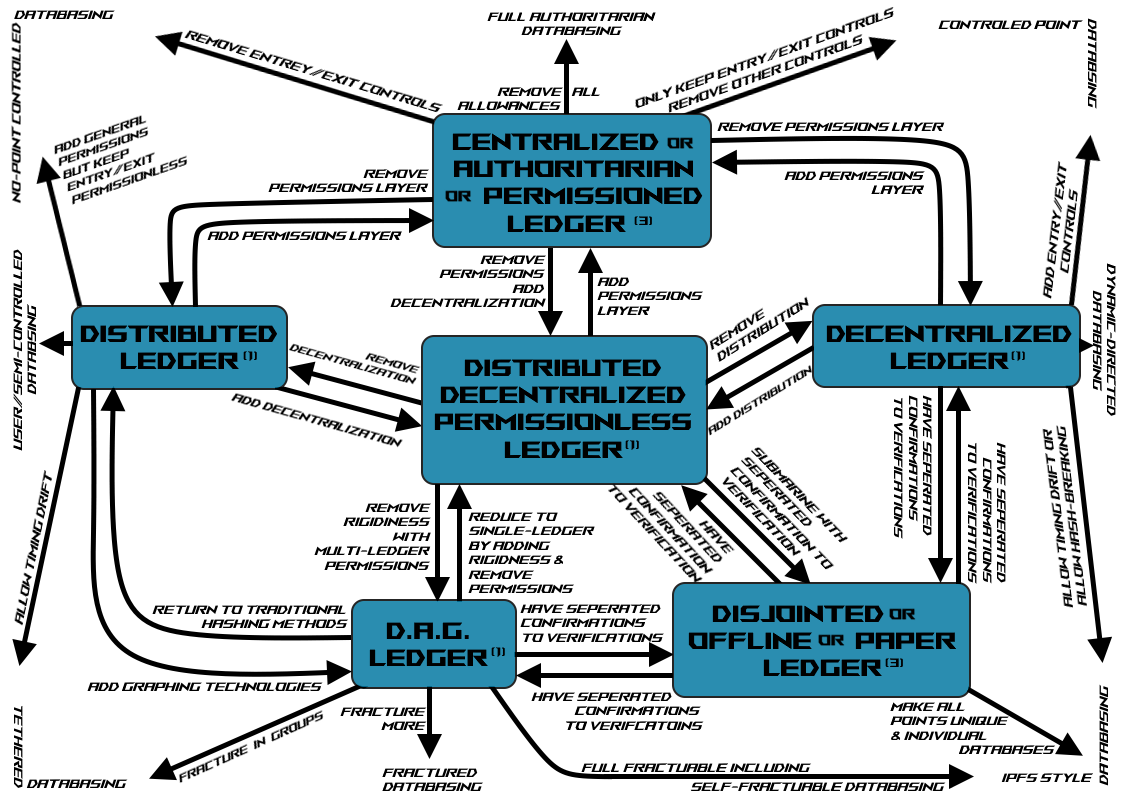 DATABASING
NO-POINT CONTROLLED
FULL AUTHORITARIAN
DATABASING
CONTROLED POINT
DATABSING
REMOVE ENTREY//EXIT CONTROLS
REMOVE ALL
ALLOWANCES
ONLY KEEP ENTRY//EXIT CONTROLS
REMOVE OTHER CONTROLS
ADD GENERAL
PERMISSIONS
BUT KEEP
ENTRY//EXIT
PERMISSIONLESS
CENTRALIZED OR
AUTHORITARIAN
OR PERMISSIONED
LEDGER (3)
REMOVE PERMISSIONS LAYER
ADD PERMISSIONS
LAYER
REMOVE
PERMISSIONS LAYER
ADD PERMISSIONS LAYER
REMOVE
PERMISSIONS
ADD
DECENTRALIZATION
ADD
PERMISSIONS
LAYER
ADD ENTRY//EXIT
CONTROLS
USER//SEMI-CONTROLLED
DATABSING
DISTRIBUTED
LEDGER (1)
REMOVE
DECENTRALIZATION
ADD DECENTRALIZATION
DISTRIBUTED
DECENTRALIZED
PERMISSIONLESS
LEDGER (1)
REMOVE
DISTRIBUTION
ADD DISTRIBUTION
DECENTRALIZED
LEDGER (1)
DYNAMIC-DIRECTED
DATABASING
ALLOW TIMING DRIFT
REMOVE
RIGIDINESS
WITH
MULTI-LEDGER
PERMISSIONS
REDUCE TO
SINGLE-LEDGER
BY ADDING
RIGIDNESS &
REMOVE
PERMISSIONS
HAVE
SEPERATED
CONFIRMATION
TO VERIFICATION
SUBMARINE WITH
SEPERATED
CONFIRMATION TO
VERIFICATION
HAVE SEPERATED
CONFIRMATIONS
TO VERIFICATIONS
HAVE SEPERATED
CONFIRMATIONS
TO VERIFICATIONS
ALLOW TIMING DRIFT OR
ALLOW HASH-BREAKING
RETURN TO TRADITIONAL
HASHING METHODS
ADD GRAPHING TECHNOLOGIES
D.A.G.
LEDGER (1)
HAVE SEPERATED
CONFIRMATIONS
TO VERIFICATIONS
HAVE SEPERATED
CONFIRMATIONS
TO VERIFCATOINS
DISJOINTED OR
OFFLINE OR PAPER
LEDGER (3)
MAKE ALL
POINTS UNIQUE
& INDIVIDUAL
DATABASES
TETHERED
DATABASING
FRACTURE IN GROUPS
FRACTURE
MORE
FRACTURED
DATABASING
FULL FRACTURABLE INCLUDING
SELF-FRACTURABLE DATABASING
IPFS STYLE
DATABASING